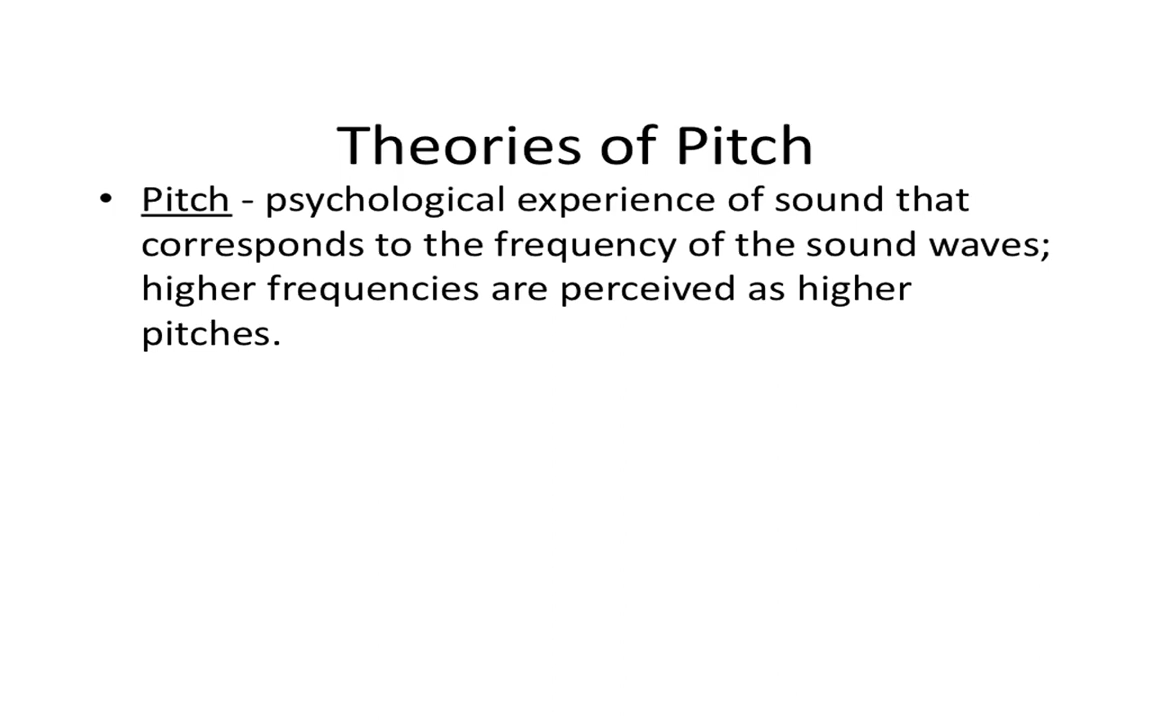 Theories of Pitch
• Pitch - psychological experience of sound that
corresponds to the frequency of the sound waves;
higher frequencies are perceived as higher
pitches.